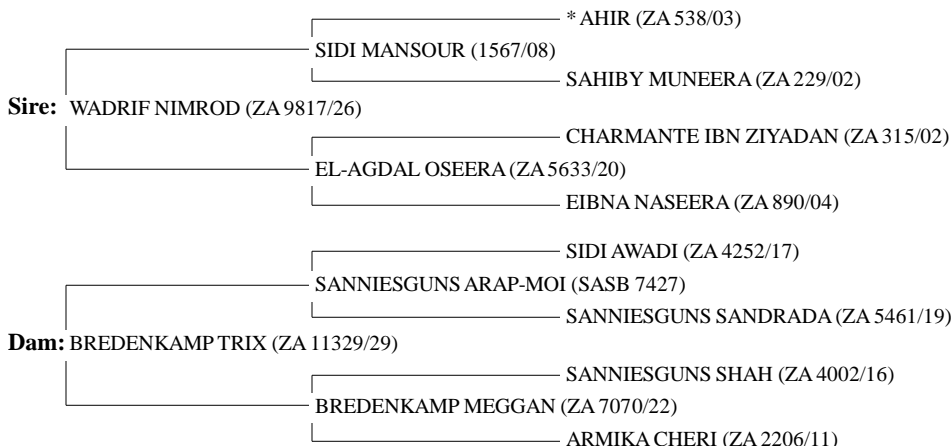 * AHIR (ZA 538/03)
SIDI MANSOUR (1567/08)
SAHIBY MUNEERA (ZA 229/02)
Sire: WADRIF NIMROD (ZA 9817/26)
CHARMANTE IBN ZIYADAN (ZA 315/02)
EL-AGDAL OSEERA (ZA 5633/20)
EIBNA NASEERA (ZA 890/04)
SIDI AWADI (ZA 4252/17)
SANNIESGUNS ARAP-MOI (SASB 7427)
SANNIESGUNS SANDRADA (ZA 5461/19)
Dam: BREDENKAMP TRIX (ZA 11329/29)
SANNIESGUNS SHAH (ZA 4002/16)
BREDENKAMP MEGGAN (ZA 7070/22)
ARMIKA CHERI (ZA 2206/11)